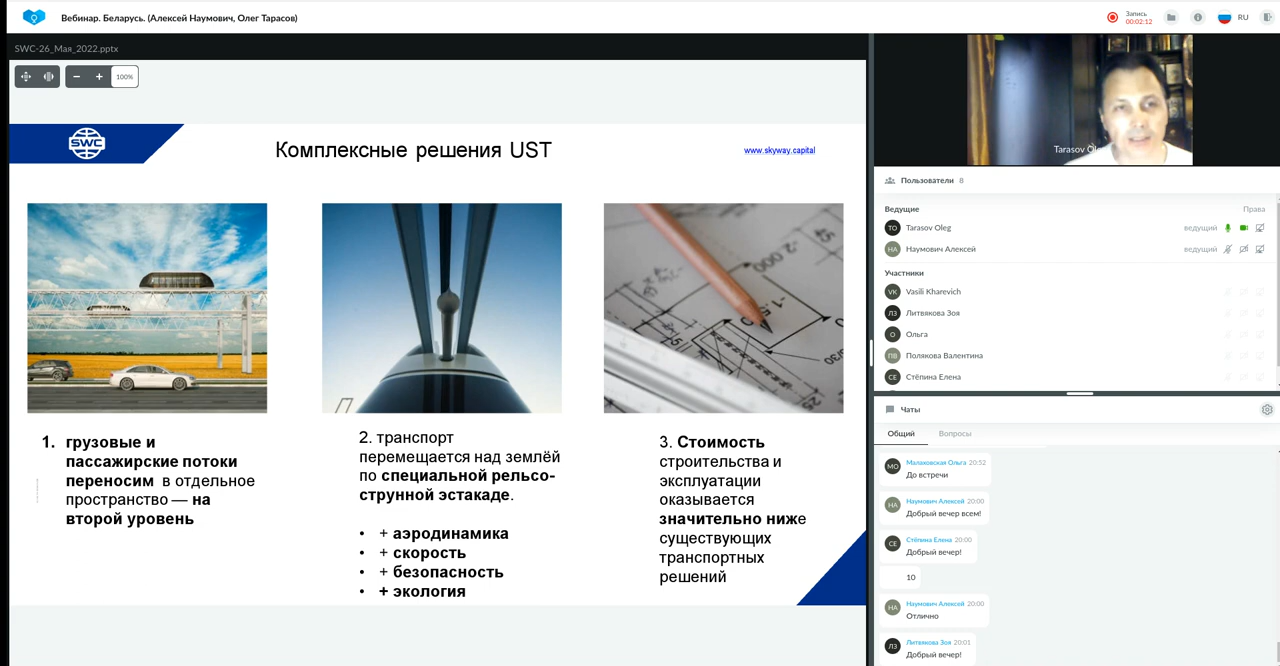 Вебинар. Беларусь. (Алексей Наумович, Олег Тарасов)
Запись
00:02:12
RU
SWC-26_Мая_2022.pptx
100%
SWC
Комплексные решения UST
www.skyway.capital
1. грузовые и
пассажирские потоки
переносим в отдельное
пространство — на
второй уровень
2. транспорт
перемещается над землёй
по специальной рельсо-
струнной эстакаде.
• + аэродинамика
• + скорость
• + безопасность
• + экология
3. Стоимость
строительства и
эксплуатации
оказывается
значительно ниже
существующих
транспортных
решений
Tarasov Ole
Пользователи 8
Ведущие Права
TO Tarasov Oleg ведущий
НА Наумович Алексей ведущий
Участники
VK Vasili Kharevich
ЛЗ Литвякова Зоя
О Ольга
ПВ Полякова Валентина
СЕ Стёпина Елена
Чаты
Общий Вопросы
МО Малаховская Ольга 20:52
До встречи
НА Наумович Алексей 20:00
Добрый вечер всем!
СЕ Стёпина Елена 20:00
Добрый вечер!
10
НА Наумович Алексей 20:00
Отлично
ЛЗ Литвякова Зоя 20:01
Добрый вечер!